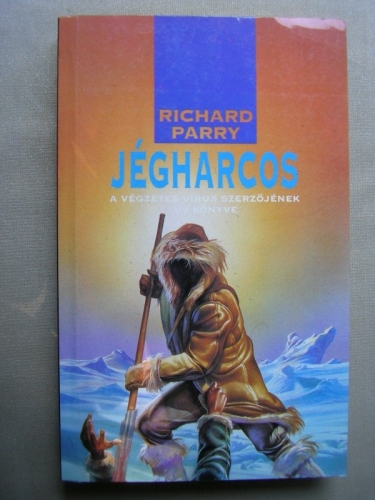 RICHARD
PARRY
JÉGHARCOS
A VÉGZETES VÍRUS SZERZŐJÉNEK
ÚJ KÖNYVE